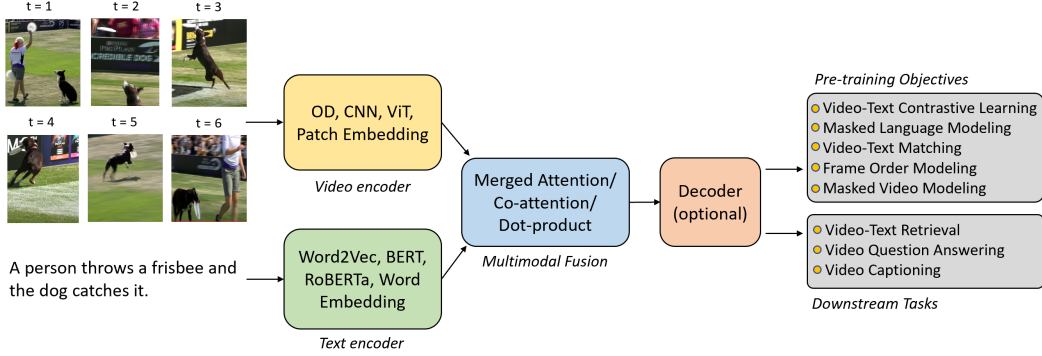 t = 1
t = 2
t = 3
INCREDIBLE DOG
t = 4
t = 5
t = 6
A person throws a frisbee and
the dog catches it.
OD, CNN, ViT,
Patch Embedding
Video encoder
Word2Vec, BERT,
RoBERTa, Word
Embedding
Text encoder
Merged Attention/
Co-attention/
Dot-product
Multimodal Fusion
Decoder
(optional)
Pre-training Objectives
Video-Text Contrastive Learning
Masked Language Modeling
Video-Text Matching
Frame Order Modeling
Masked Video Modeling
Video-Text Retrieval
Video Question Answering
Video Captioning
Downstream Tasks